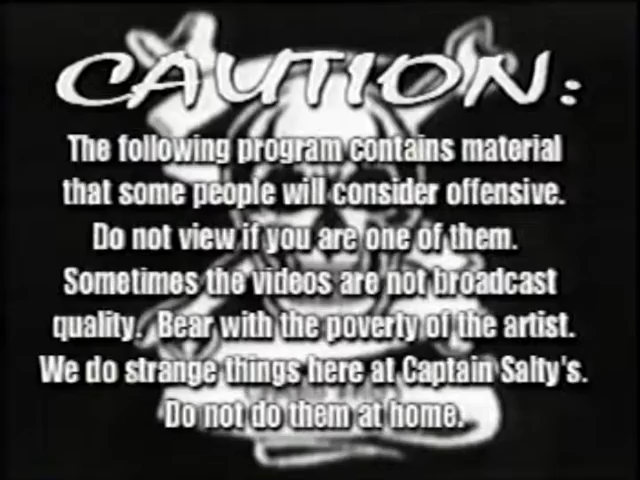 CAUTION:
The following program contains material
that some people will consider offensive.
Do not view if you are one of them.
Sometimes the videos are not broadcast
quality. Bear with the poverty of the artist.
We do strange things here at Captain Salty's.
Do not do them at home.